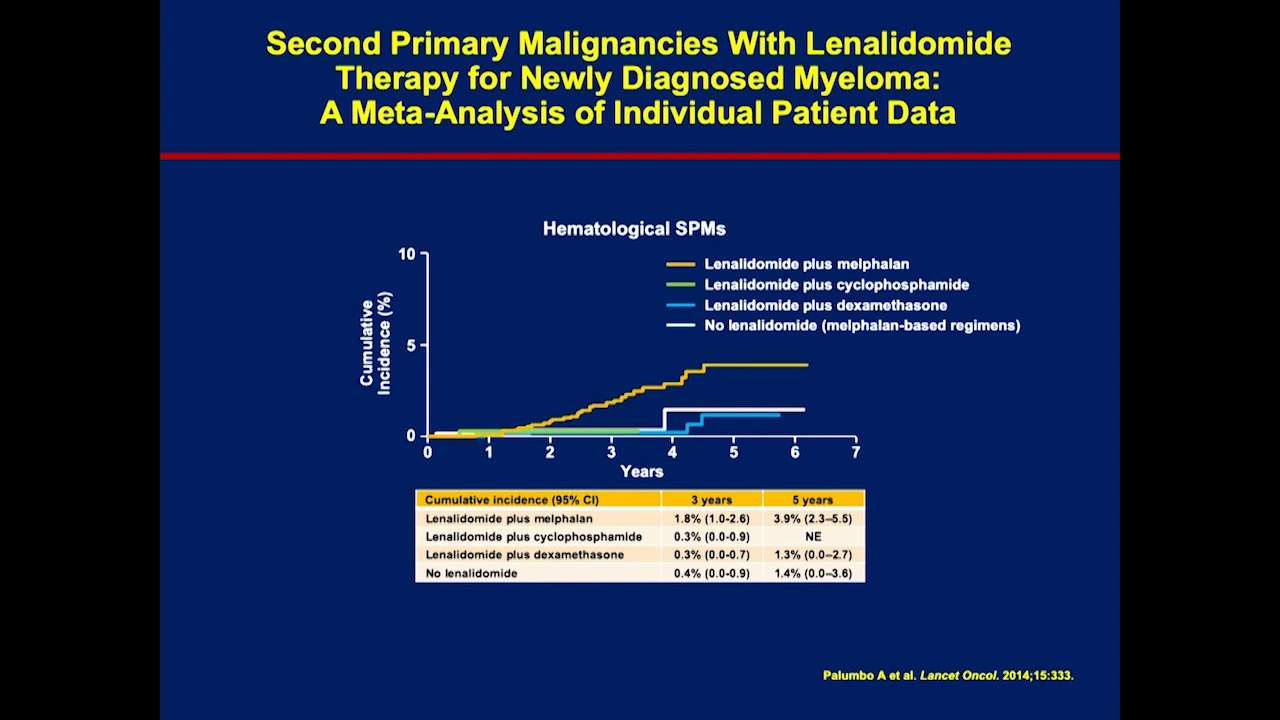 Second Primary Malignancies With Lenalidomide
Therapy for Newly Diagnosed Myeloma:
A Meta-Analysis of Individual Patient Data
Hematological SPMs
10
5
0
Cumulative
Incidence (%)
Lenalidomide plus melphalan
Lenalidomide plus cyclophosphamide
Lenalidomide plus dexamethasone
No lenalidomide (melphalan-based regimens)
0 1 2 3 4 5 6 7
Years
Cumulative incidence (95% CI) 3 years 5 years
Lenalidomide plus melphalan 1.8% (1.0-2.6) 3.9% (2.3–5.5)
Lenalidomide plus cyclophosphamide 0.3% (0.0-0.9) NE
Lenalidomide plus dexamethasone 0.3% (0.0-0.7) 1.3% (0.0–2.7)
No lenalidomide 0.4% (0.0-0.9) 1.4% (0.0–3.6)
Palumbo A et al. Lancet Oncol. 2014;15:333.